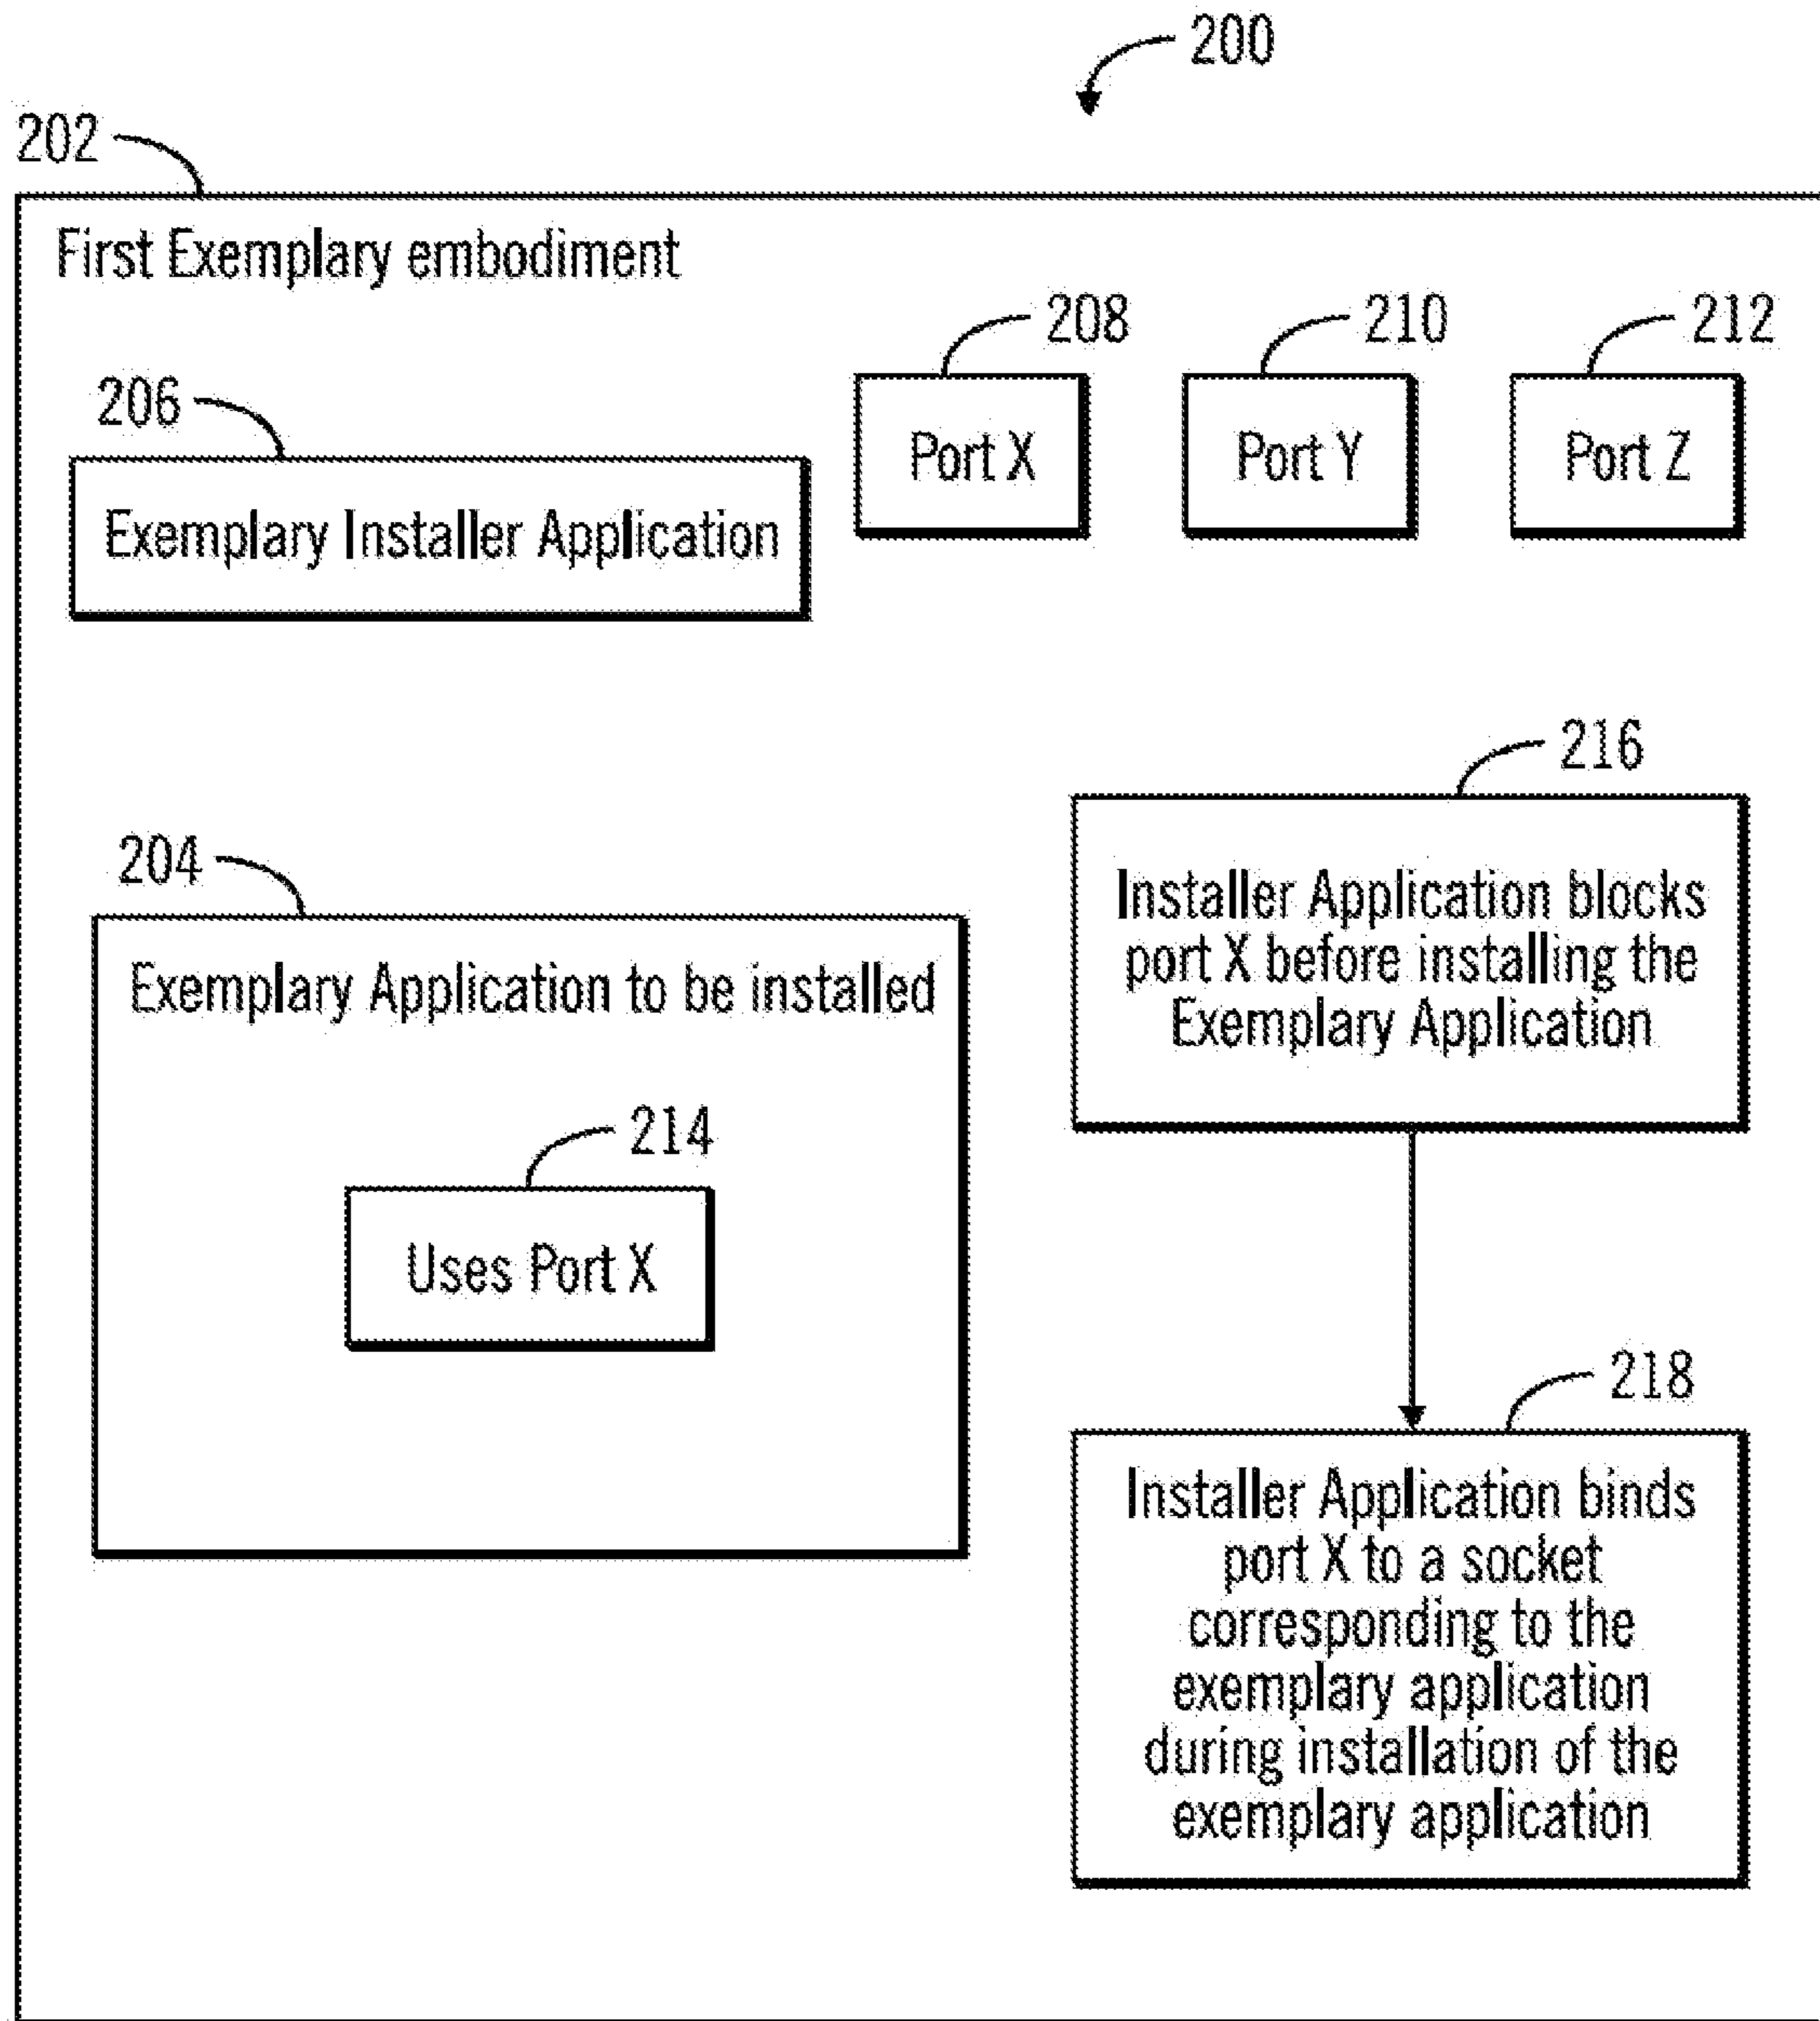 200
202
First Exemplary embodiment
208
210
212
206
Port X
Port Y
Port Z
Exemplary Installer Application
216
204
Installer Application blocks
port X before installing the
Exemplary Application
Exemplary Application to be installed
214
Uses Port X
218
Installer Application binds
port X to a socket
corresponding to the
exemplary application
during installation of the
exemplary application